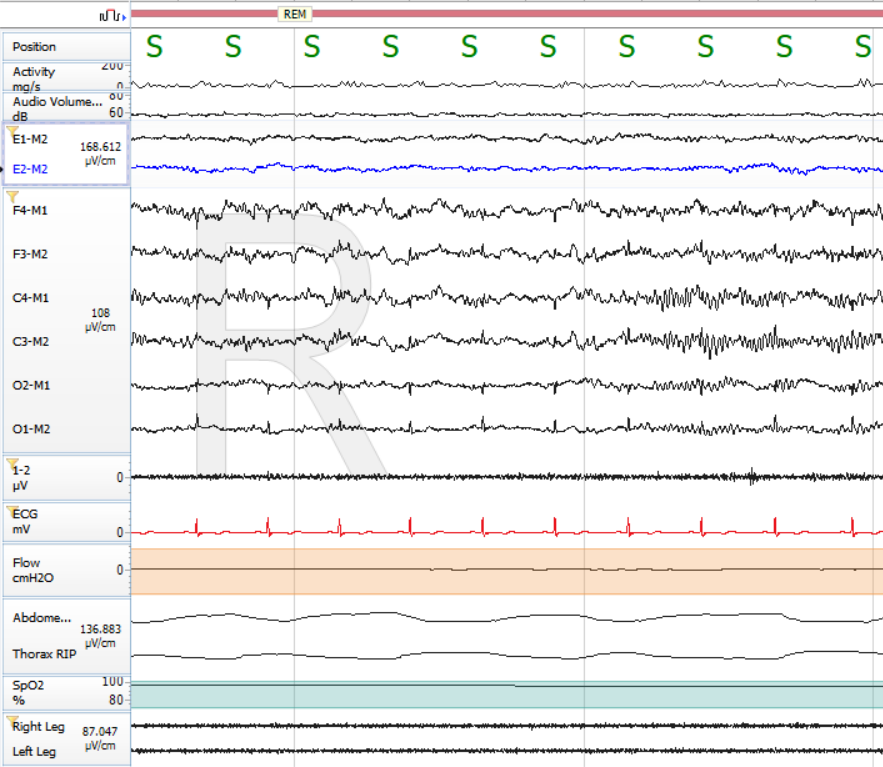 REM
Position
S S S S S S S S S S
Activity 200
mg/s 0
Audio Volume... 80
dB 60
E1-M2
168.612
µV/cm
E2-M2
F4-M1
R
F3-M2
C4-M1
108
µV/cm
C3-M2
O2-M1
O1-M2
1-2 0
µV
ECG
mV 0
Flow 0
cmH2O
Abdome...
136.883
µV/cm
Thorax RIP
SpO2 100
% 80
Right Leg 87.047
µV/cm
Left Leg